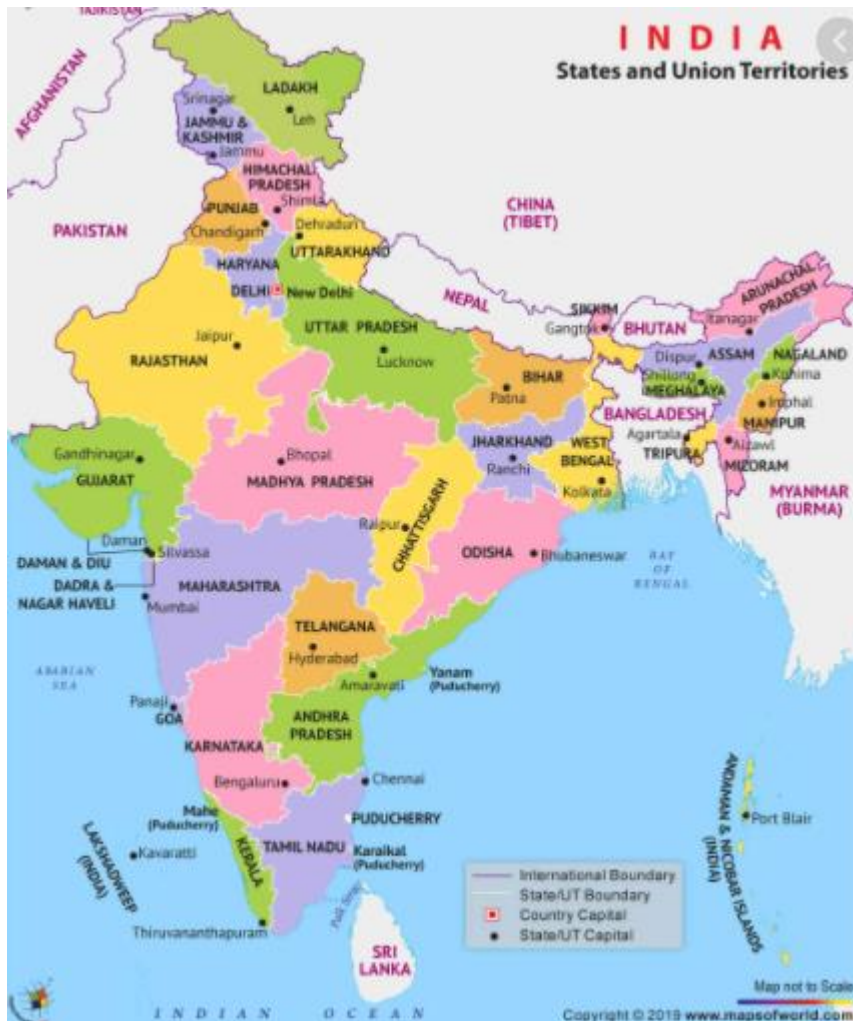 INDIA
States and Union Territories
TAJIKISTAN
AFGHANISTAN
PAKISTAN
CHINA
(TIBET)
NEPAL
BHUTAN
BANGLADESH
MYANMAR
(BURMA)
SRI
LANKA
LADAKH
Leh
Srinagar
JAMMU &
KASHMIR
Jammu
HIMACHAL
PRADESH
Shimla
PUNJAB
Chandigarh
Dehradun
UTTARAKHAND
HARYANA
DELHI
New Delhi
UTTAR PRADESH
Lucknow
Jaipur
RAJASTHAN
BIHAR
Patna
SIKKIM
Gangtok
ARUNACHAL
PRADESH
Itanagar
Dispur
ASSAM
NAGALAND
Shillong
Kohima
MEGHALAYA
Imphal
MANIPUR
Agartala
TRIPURA
Aizawl
MIZORAM
Gandhinagar
GUJARAT
Bhopal
MADHYA PRADESH
JHARKHAND
Ranchi
WEST
BENGAL
Kolkata
Raipur
CHHATTISGARH
ODISHA
Bhubaneswar
BAY
OF
BENGAL
Daman
Silvassa
DAMAN & DIU
DADRA &
NAGAR HAVELI
MAHARASHTRA
Mumbai
TELANGANA
Hyderabad
ARABIAN
SEA
Amaravati
Yanam
(Puducherry)
Panaji
GOA
ANDHRA
PRADESH
KARNATAKA
Bengaluru
Chennai
Mahe
(Puducherry)
PUDUCHERRY
KERALA
TAMIL NADU
Karaikal
(Puducherry)
LAKSHADWEEP
(INDIA)
Kavaratti
Thiruvananthapuram
Palk Strait
ANDAMAN & NICOBAR ISLANDS
(INDIA)
Port Blair
International Boundary
State/UT Boundary
Country Capital
State/UT Capital
INDIAN OCEAN
Map not to Scale
Copyright © 2019 www.mapsofworld.com